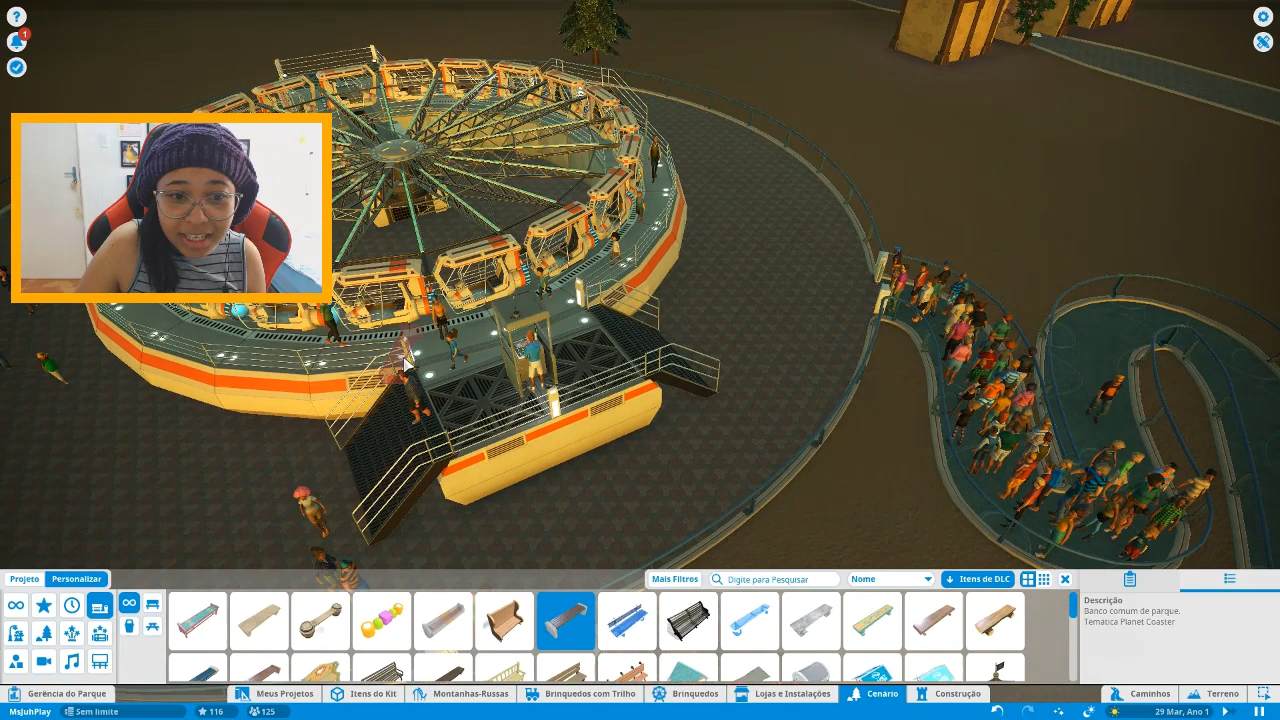 ?
1
Projeto
Personalizar
Mais Filtros
Digite para Pesquisar
Nome
Itens de DLC
Descrição
Banco comum de parque.
Temática Planet Coaster
Gerência do Parque
Meus Projetos
Itens do Kit
Montanhas-Russas
Brinquedos com Trilho
Brinquedos
Lojas e Instalações
Cenário
Construção
Caminhos
Terreno
MsJuhPlay
Sem limite
116
125
29 Mar, Ano 1